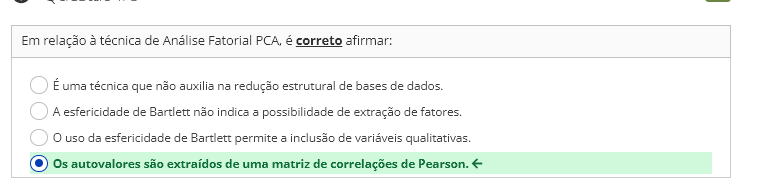 Em relação à técnica de Análise Fatorial PCA, é correto afirmar:
É uma técnica que não auxilia na redução estrutural de bases de dados.
A esfericidade de Bartlett não indica a possibilidade de extração de fatores.
O uso da esfericidade de Bartlett permite a inclusão de variáveis qualitativas.
Os autovalores são extraídos de uma matriz de correlações de Pearson. ←